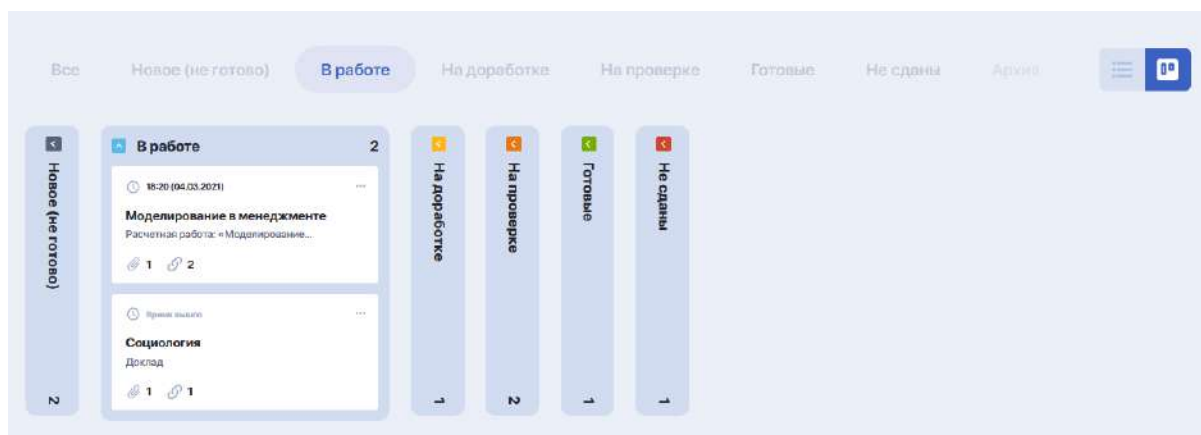 Все
Новое (не готово)
В работе
На доработке
На проверке
Готовые
Не сданы
Архив
Новое (не готово)
2
В работе
2
18:20 (04.03.2021)
Моделирование в менеджменте
Расчетная работа: «Моделирование...
1 2
Время вышло
Социология
Доклад
1 1
На доработке
1
На проверке
2
Готовые
1
Не сданы
1